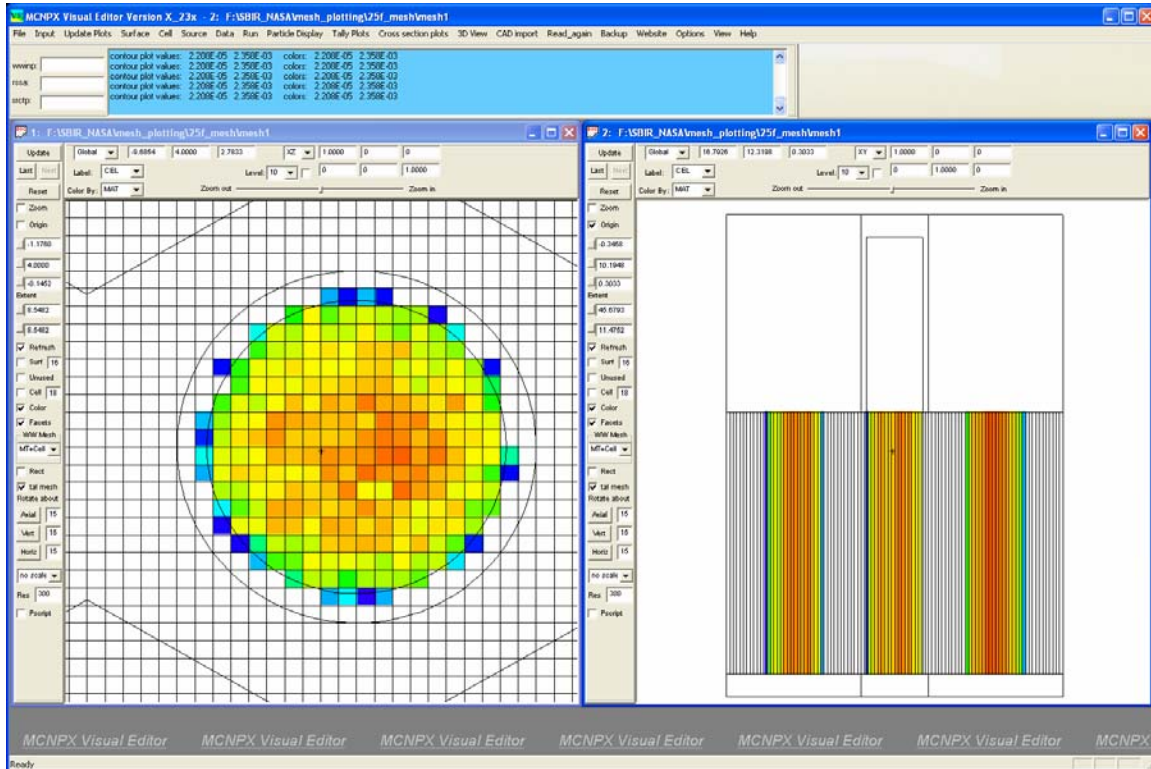 MCNPX Visual Editor Version X_23x - 2: F:\SBIR_NASA\mesh_plotting\25f_mesh\mesh1
File Input Update Plots Surface Cell Source Data Run Particle_Display Tally Plots Cross section plots 3D View CAD import Read_again Backup Website Options View Help
contour plot values: 2.208E-05 2.358E-03 colors: 2.208E-05 2.358E-03
wwinp:
contour plot values: 2.208E-05 2.358E-03 colors: 2.208E-05 2.358E-03
contour plot values: 2.208E-05 2.358E-03 colors: 2.208E-05 2.358E-03
rssa:
contour plot values: 2.208E-05 2.358E-03 colors: 2.208E-05 2.358E-03
contour plot values: 2.208E-05 2.358E-03 colors: 2.208E-05 2.358E-03
srctp:
1: F:\SBIR_NASA\mesh_plotting\25f_mesh\mesh1
Update Global 4.0000 XZ 1.0000 0 0
Last Next Label: CEL Level: 10 0 0 1.0000
Reset Color By: MAT Zoom out Zoom in
Zoom
Origin
-1.1760
4.0000
-0.1452
Extent
8.5482
8.5482
Refresh
Surf 16
Unused
Cell 18
Color
Facets
WW Mesh
MT+Cell
Rect
tal mesh
Rotate about
Axial 15
Vert 15
Horiz 15
no scale
Res 300
Psoript
2: F:\SBIR_NASA\mesh_plotting\25f_mesh\mesh1
Update Global 16.7926 12.3198 0.3033 XY 1.0000 0 0
Last Next Label: CEL Level: 10 0 1.0000 0
Reset Color By: MAT Zoom out Zoom in
Zoom
Origin
-0.3468
10.1948
0.3033
Extent
46.6793
11.4752
Refresh
Surf 16
Unused
Cell 18
Color
Facets
WW Mesh
MT+Cell
Rect
tal mesh
Rotate about
Axial 15
Vert 15
Horiz 15
no scale
Res 300
Psoript
MCNPX Visual Editor MCNPX Visual Editor MCNPX Visual Editor MCNPX Visual Editor MCNPX Visual Editor MCNPX Visual Editor MCNPX
Ready